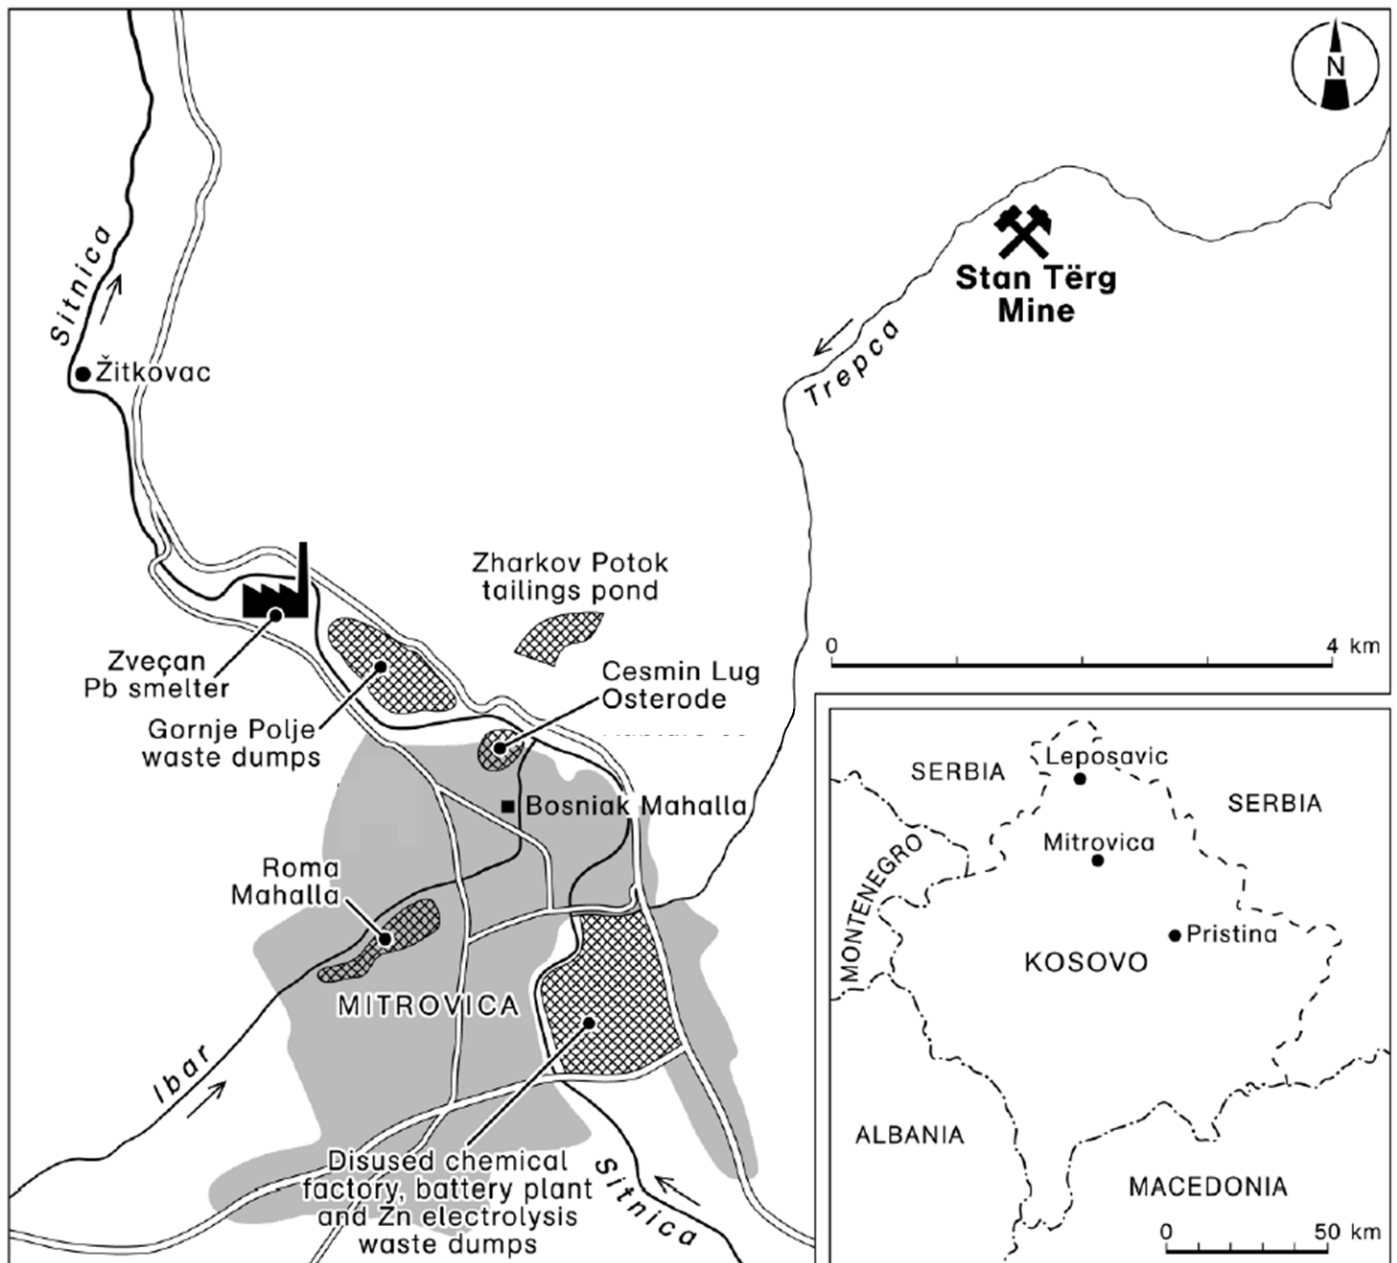 N
Stan Tërg
Mine
Sitnica
Trepca
Žitkovac
Zharkov Potok
tailings pond
0 4 km
Zveçan
Pb smelter
Cesmin Lug
Osterode
Gornje Polje
waste dumps
Bosniak Mahalla
Roma
Mahalla
MITROVICA
Ibar
Disused chemical
factory, battery plant
and Zn electrolysis
waste dumps
Sitnica
Leposavic
SERBIA
SERBIA
Mitrovica
MONTENEGRO
Pristina
KOSOVO
ALBANIA
MACEDONIA
0 50 km